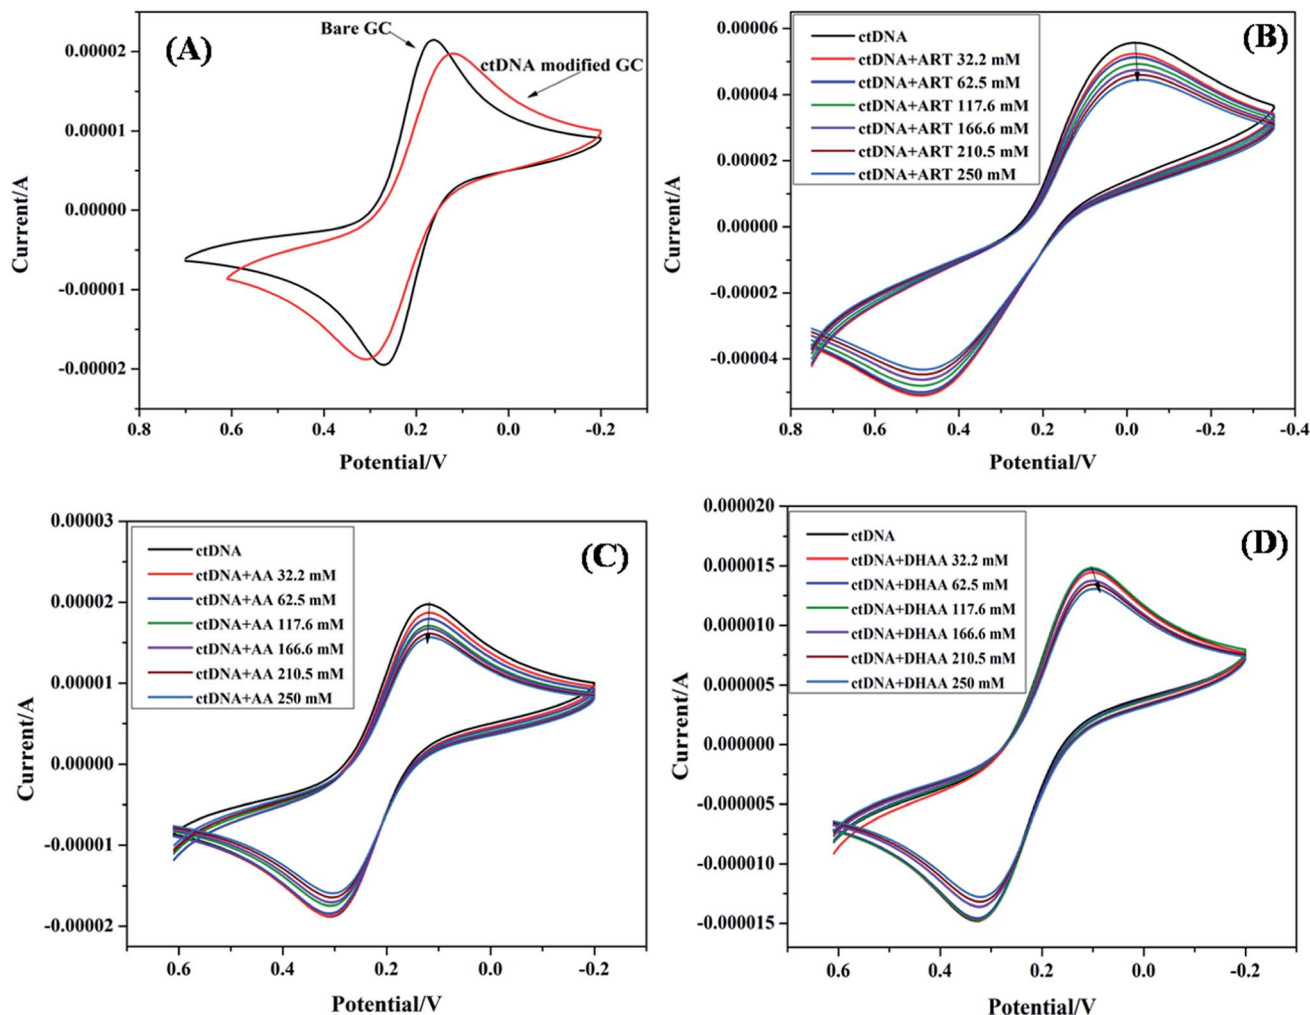 (A)
Bare GC
ctDNA modified GC
0.00002
0.00001
0.00000
-0.00001
-0.00002
Current/A
0.8 0.6 0.4 0.2 0.0 -0.2
Potential/V
(B)
ctDNA
ctDNA+ART 32.2 mM
ctDNA+ART 62.5 mM
ctDNA+ART 117.6 mM
ctDNA+ART 166.6 mM
ctDNA+ART 210.5 mM
ctDNA+ART 250 mM
0.00006
0.00004
0.00002
0.00000
-0.00002
-0.00004
Current/A
0.8 0.6 0.4 0.2 0.0 -0.2 -0.4
Potential/V
(C)
ctDNA
ctDNA+AA 32.2 mM
ctDNA+AA 62.5 mM
ctDNA+AA 117.6 mM
ctDNA+AA 166.6 mM
ctDNA+AA 210.5 mM
ctDNA+AA 250 mM
0.00003
0.00002
0.00001
0.00000
-0.00001
-0.00002
Current/A
0.6 0.4 0.2 0.0 -0.2
Potential/V
(D)
ctDNA
ctDNA+DHAA 32.2 mM
ctDNA+DHAA 62.5 mM
ctDNA+DHAA 117.6 mM
ctDNA+DHAA 166.6 mM
ctDNA+DHAA 210.5 mM
ctDNA+DHAA 250 mM
0.000020
0.000015
0.000010
0.000005
0.000000
-0.000005
-0.000010
-0.000015
Current/A
0.6 0.4 0.2 0.0 -0.2
Potential/V